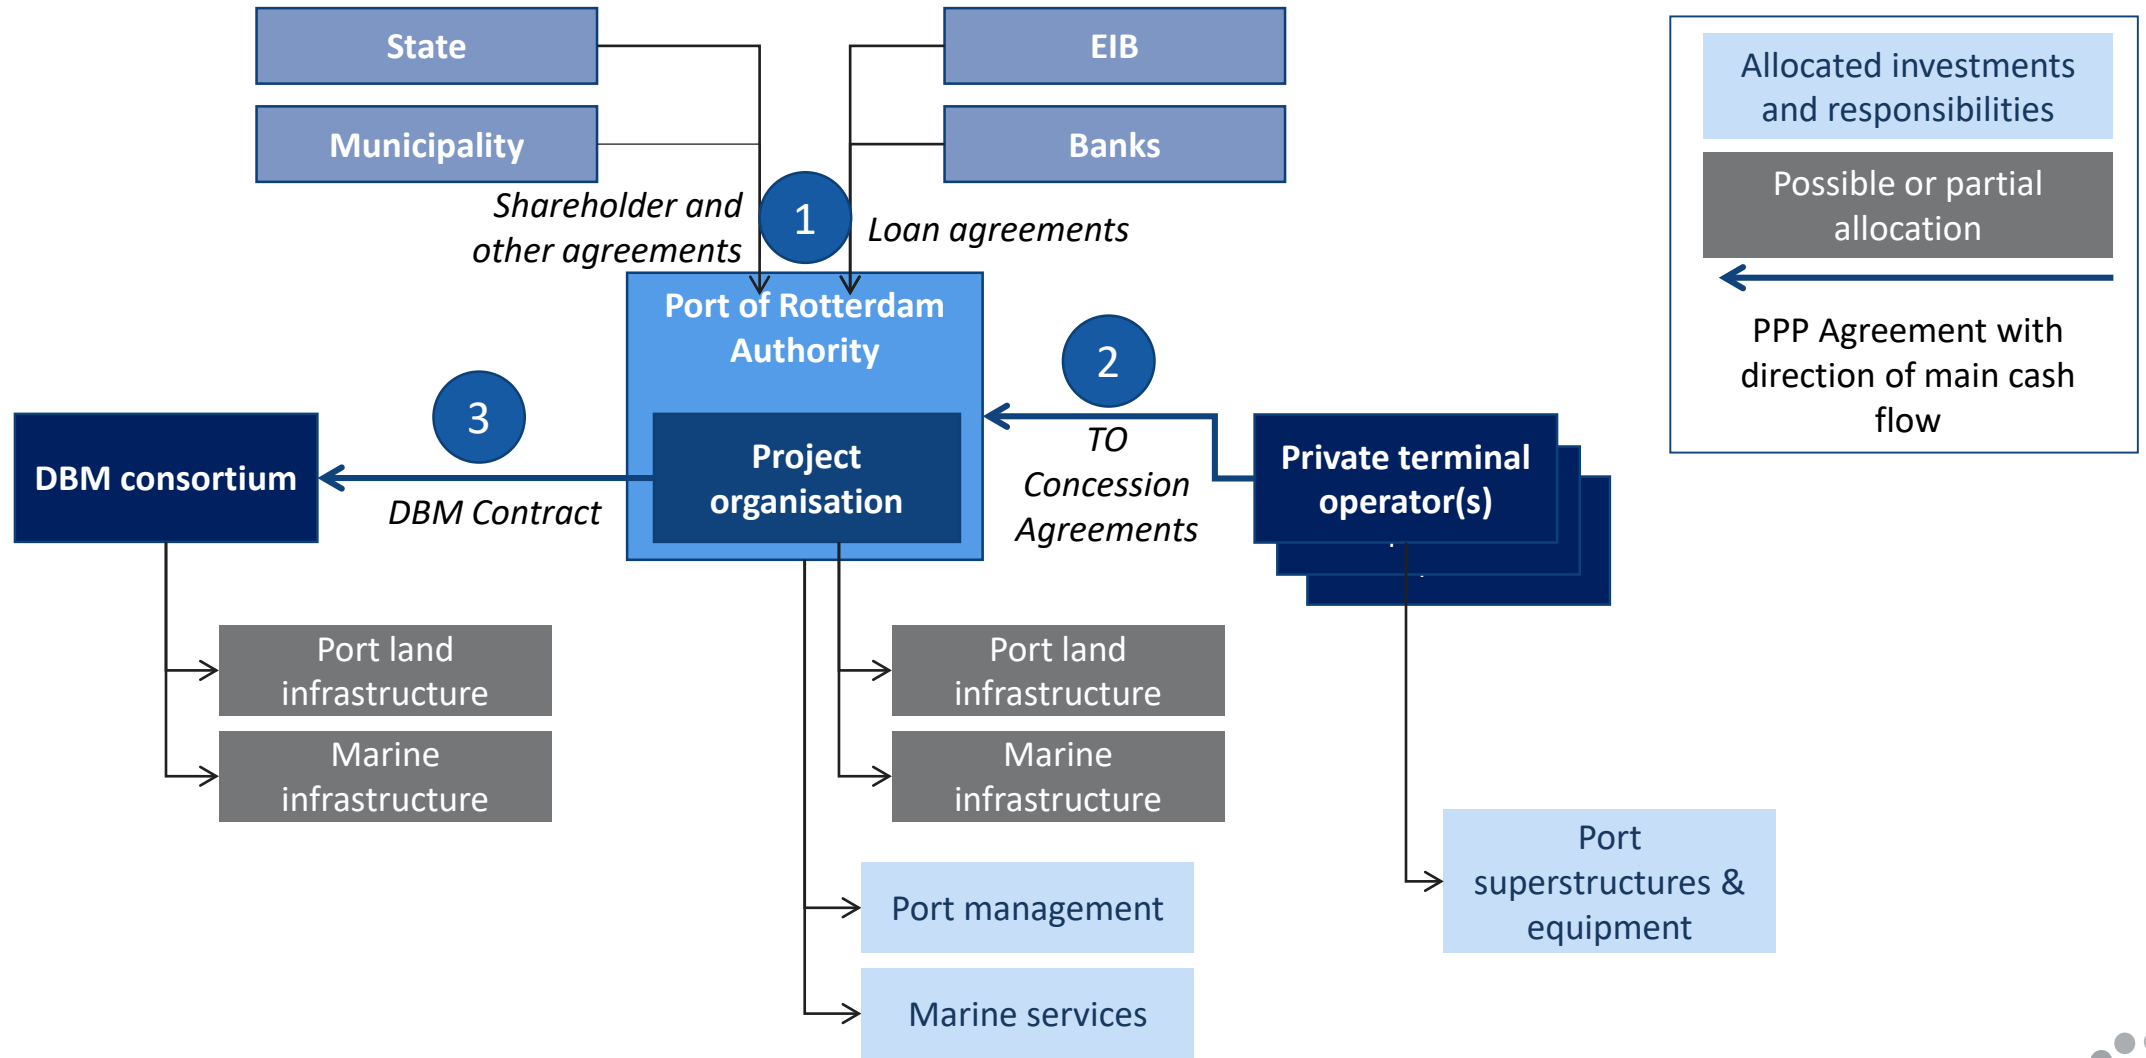 State
Municipality
EIB
Banks
Shareholder and
other agreements
1
Loan agreements
Port of Rotterdam
Authority
Project
organisation
2
TO
Concession
Agreements
Private terminal
operator(s)
3
DBM Contract
DBM consortium
Port land
infrastructure
Marine
infrastructure
Port land
infrastructure
Marine
infrastructure
Port management
Marine services
Port
superstructures &
equipment
Allocated investments
and responsibilities
Possible or partial
allocation
PPP Agreement with
direction of main cash
flow